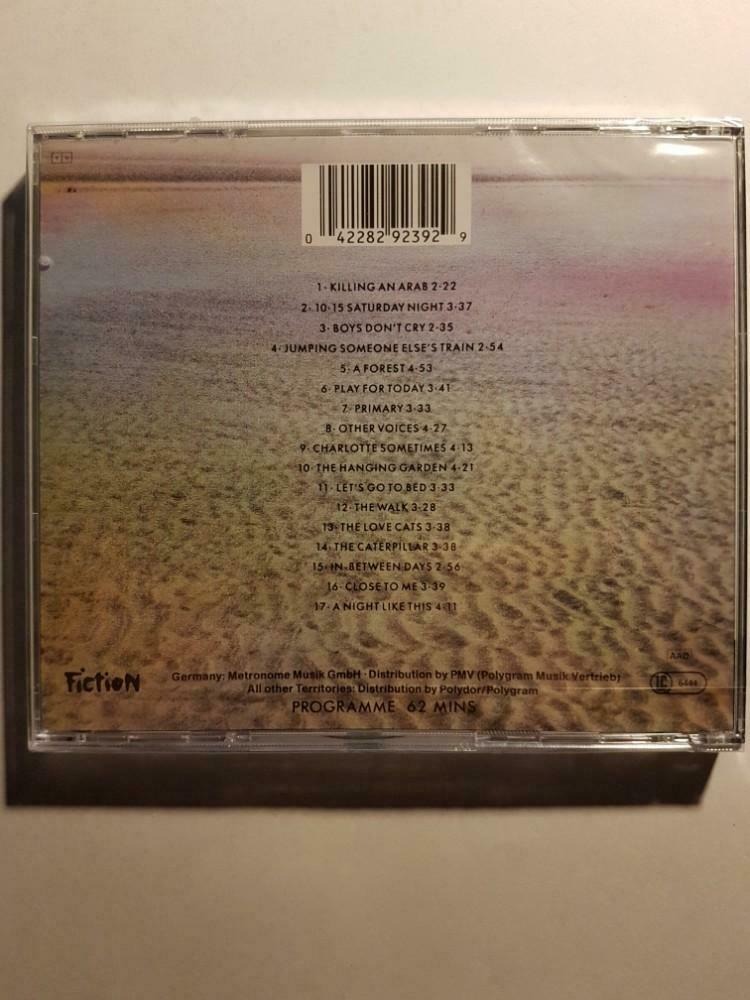 0 42282 92392 9
1· KILLING AN ARAB 2·22
2· 10·15 SATURDAY NIGHT 3·37
3· BOYS DON'T CRY 2·35
4· JUMPING SOMEONE ELSE'S TRAIN 2·54
5· A FOREST 4·53
6· PLAY FOR TODAY 3·41
7· PRIMARY 3·33
8· OTHER VOICES 4·27
9· CHARLOTTE SOMETIMES 4·13
10· THE HANGING GARDEN 4·21
11· LET'S GO TO BED 3·33
12· THE WALK 3·28
13· THE LOVE CATS 3·38
14· THE CATERPILLAR 3·38
15· IN·BETWEEN DAYS 2·56
16· CLOSE TO ME 3·39
17· A NIGHT LIKE THIS 4·11
AAD
Fiction
Germany: Metronome Musik GmbH · Distribution by PMV (Polygram Musik Vertrieb)
All other Territories: Distribution by Polydor/Polygram
LC 6444
PROGRAMME 62 MINS